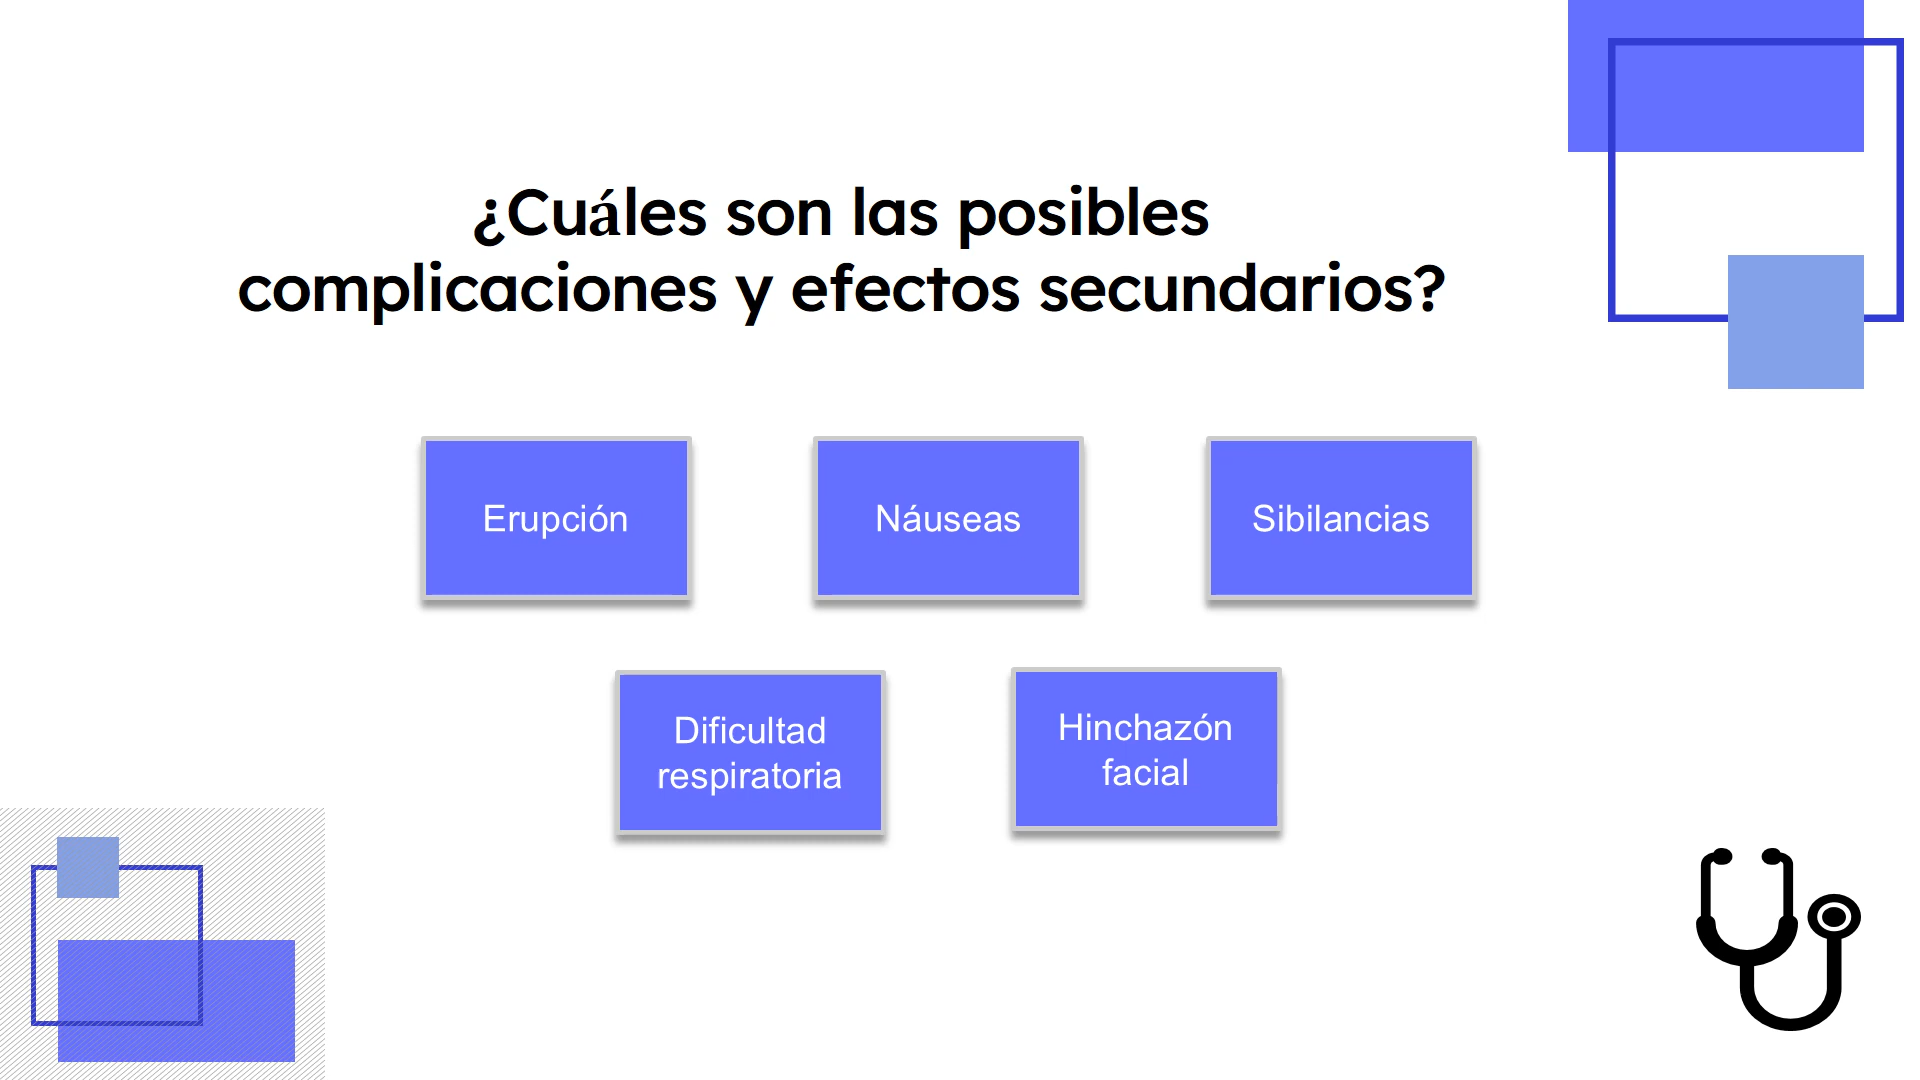 ¿Cuáles son las posibles
complicaciones y efectos secundarios?
Erupción
Náuseas
Sibilancias
Dificultad
respiratoria
Hinchazón
facial